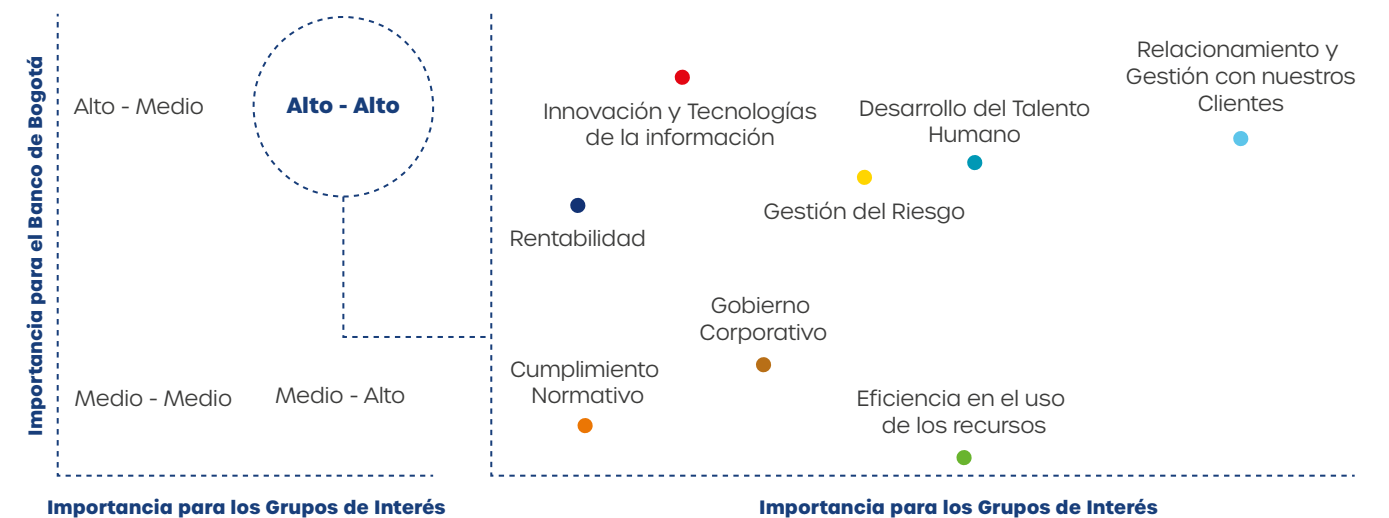 Importancia para el Banco de Bogotá
Alto - Medio
Alto - Alto
Medio - Medio
Medio - Alto
Importancia para los Grupos de Interés
Innovación y Tecnologías
de la información
Desarrollo del Talento
Humano
Relacionamiento y
Gestión con nuestros
Clientes
Gestión del Riesgo
Rentabilidad
Gobierno
Corporativo
Cumplimiento
Normativo
Eficiencia en el uso
de los recursos
Importancia para los Grupos de Interés